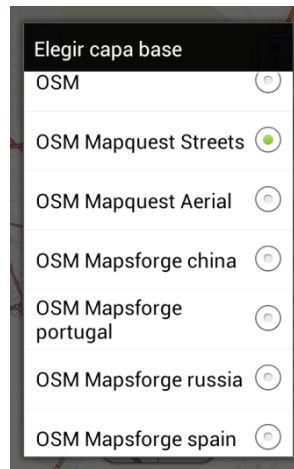 Elegir capa base
OSM
OSM Mapquest Streets
OSM Mapquest Aerial
OSM Mapsforge china
OSM Mapsforge
portugal
OSM Mapsforge russia
OSM Mapsforge spain